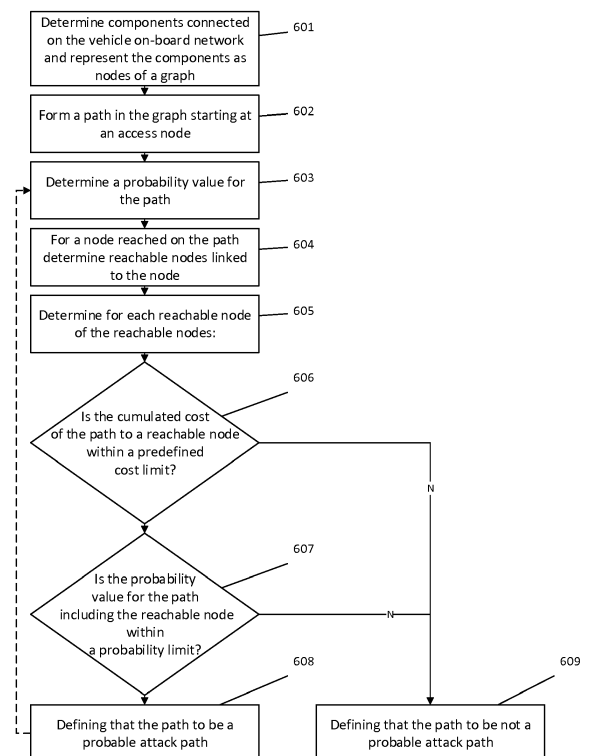 Determine components connected
on the vehicle on-board network
and represent the components as
nodes of a graph
601
Form a path in the graph starting at
an access node
602
Determine a probability value for
the path
603
For a node reached on the path
determine reachable nodes linked
to the node
604
Determine for each reachable node
of the reachable nodes:
605
606
Is the cumulated cost
of the path to a reachable node
within a predefined
cost limit?
N
607
Is the probability
value for the path
including the reachable node
within
a probability limit?
N
608
609
Defining that the path to be a
probable attack path
Defining that the path to be not a
probable attack path